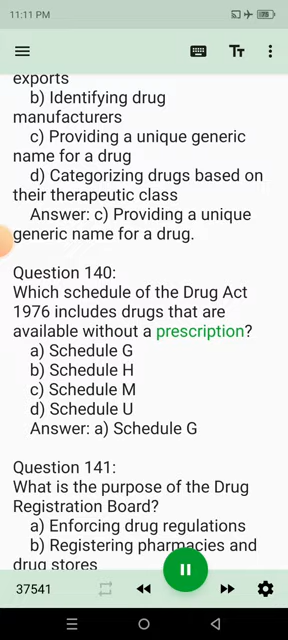 11:11 PM
exports
b) Identifying drug
manufacturers
c) Providing a unique generic
name for a drug
d) Categorizing drugs based on
their therapeutic class
Answer: c) Providing a unique
generic name for a drug.
Question 140:
Which schedule of the Drug Act
1976 includes drugs that are
available without a prescription?
a) Schedule G
b) Schedule H
c) Schedule M
d) Schedule U
Answer: a) Schedule G
Question 141:
What is the purpose of the Drug
Registration Board?
a) Enforcing drug regulations
b) Registering pharmacies and
drug stores
37541